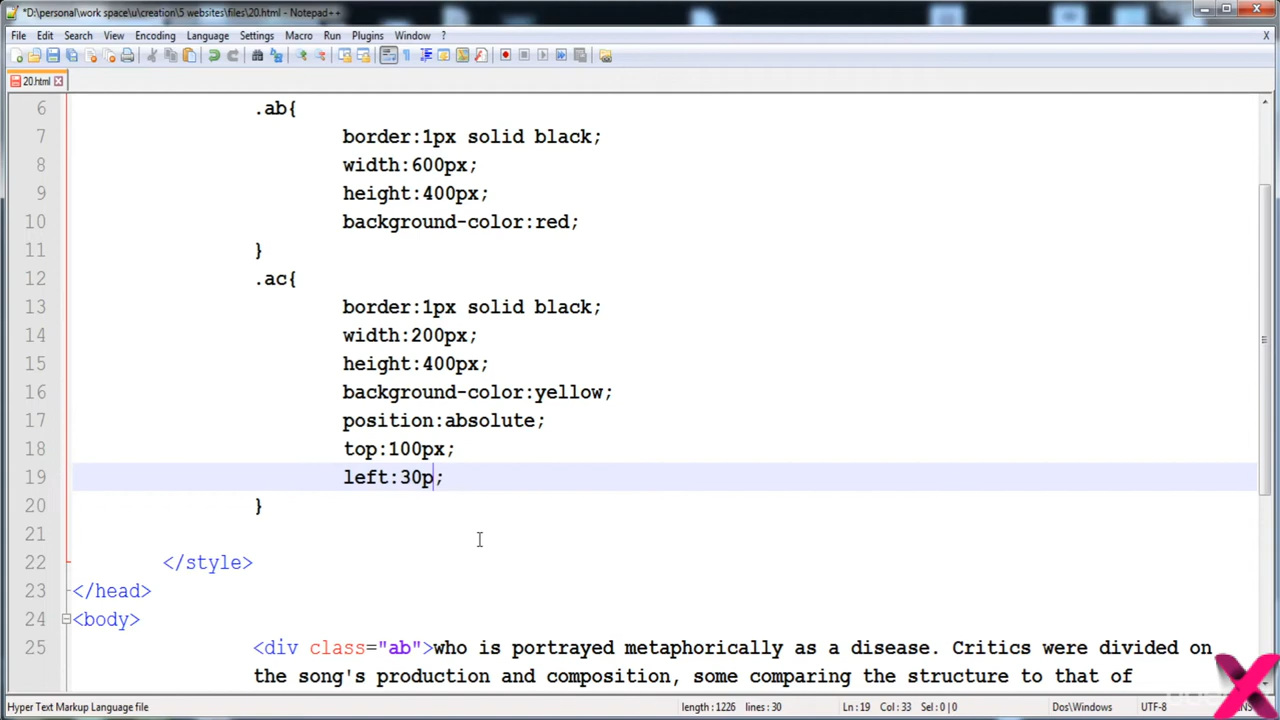 *D:\personal\work space\u\creation\5 websites\files\20.html - Notepad++
File Edit Search View Encoding Language Settings Macro Run Plugins Window ? X
20.html
6 .ab{
7 border:1px solid black;
8 width:600px;
9 height:400px;
10 background-color:red;
11 }
12 .ac{
13 border:1px solid black;
14 width:200px;
15 height:400px;
16 background-color:yellow;
17 position:absolute;
18 top:100px;
19 left:30p;
20 }
21
22 </style>
23 </head>
24 <body>
25 <div class="ab">who is portrayed metaphorically as a disease. Critics were divided on
the song's production and composition, some comparing the structure to that of
Hyper Text Markup Language file length:1226 lines:30 Ln:19 Col:33 Sel:0|0 Dos\Windows UTF-8